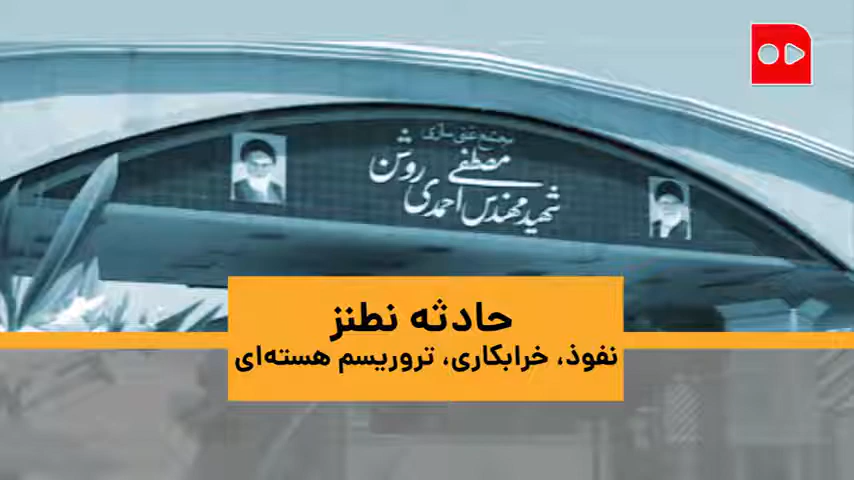 مجتمع غنی سازی
شهید مهندس مصطفی احمدی روشن
حادثه نطنز
نفوذ، خرابکاری، تروریسم هسته‌ای